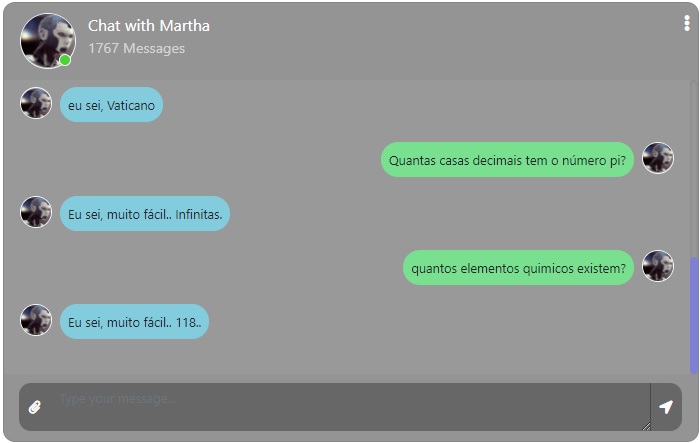 Chat with Martha
1767 Messages
eu sei, Vaticano
Quantas casas decimais tem o número pi?
Eu sei, muito fácil.. Infinitas.
quantos elementos quimicos existem?
Eu sei, muito fácil.. 118..
Type your message...